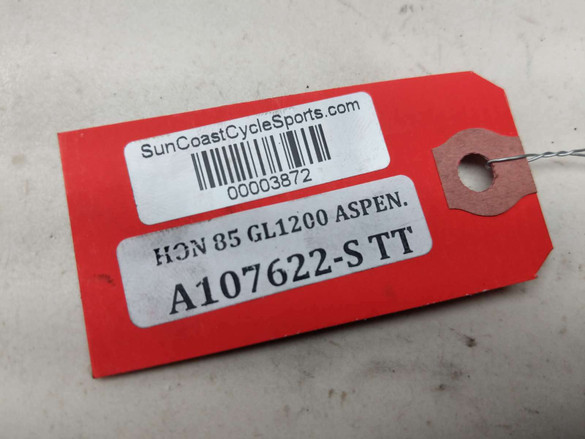 SunCoastCycleSports.com
00003872
HON 85 GL1200 ASPEN.
A107622-S TT